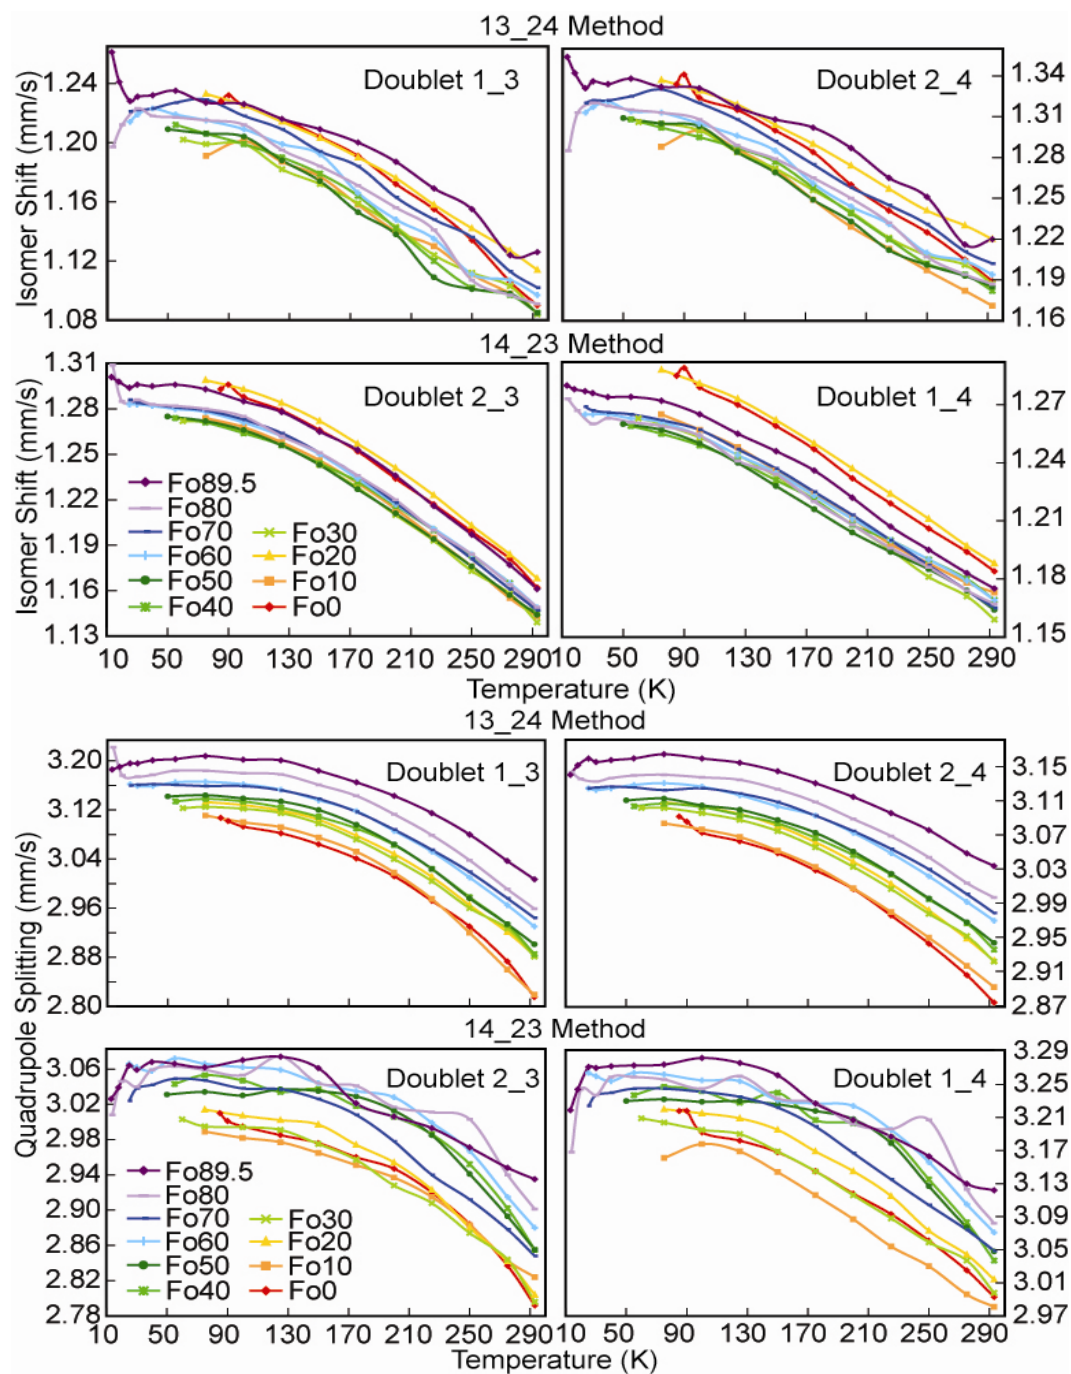 13_24 Method
Isomer Shift (mm/s)
Doublet 1_3
1.24
1.20
1.16
1.12
1.08
Doublet 2_4
1.34
1.31
1.28
1.25
1.22
1.19
1.16
14_23 Method
Isomer Shift (mm/s)
Doublet 2_3
1.31
1.28
1.25
1.22
1.19
1.16
1.13
Fo89.5
Fo80
Fo70
Fo60
Fo50
Fo40
Fo30
Fo20
Fo10
Fo0
Doublet 1_4
1.27
1.24
1.21
1.18
1.15
10 50 90 130 170 210 250 290
10 50 90 130 170 210 250 290
Temperature (K)
13_24 Method
Quadrupole Splitting (mm/s)
Doublet 1_3
3.20
3.12
3.04
2.96
2.88
2.80
Doublet 2_4
3.15
3.11
3.07
3.03
2.99
2.95
2.91
2.87
14_23 Method
Doublet 2_3
3.06
3.02
2.98
2.94
2.90
2.86
2.82
2.78
Fo89.5
Fo80
Fo70
Fo60
Fo50
Fo40
Fo30
Fo20
Fo10
Fo0
Doublet 1_4
3.29
3.25
3.21
3.17
3.13
3.09
3.05
3.01
2.97
10 50 90 130 170 210 250 290
10 50 90 130 170 210 250 290
Temperature (K)